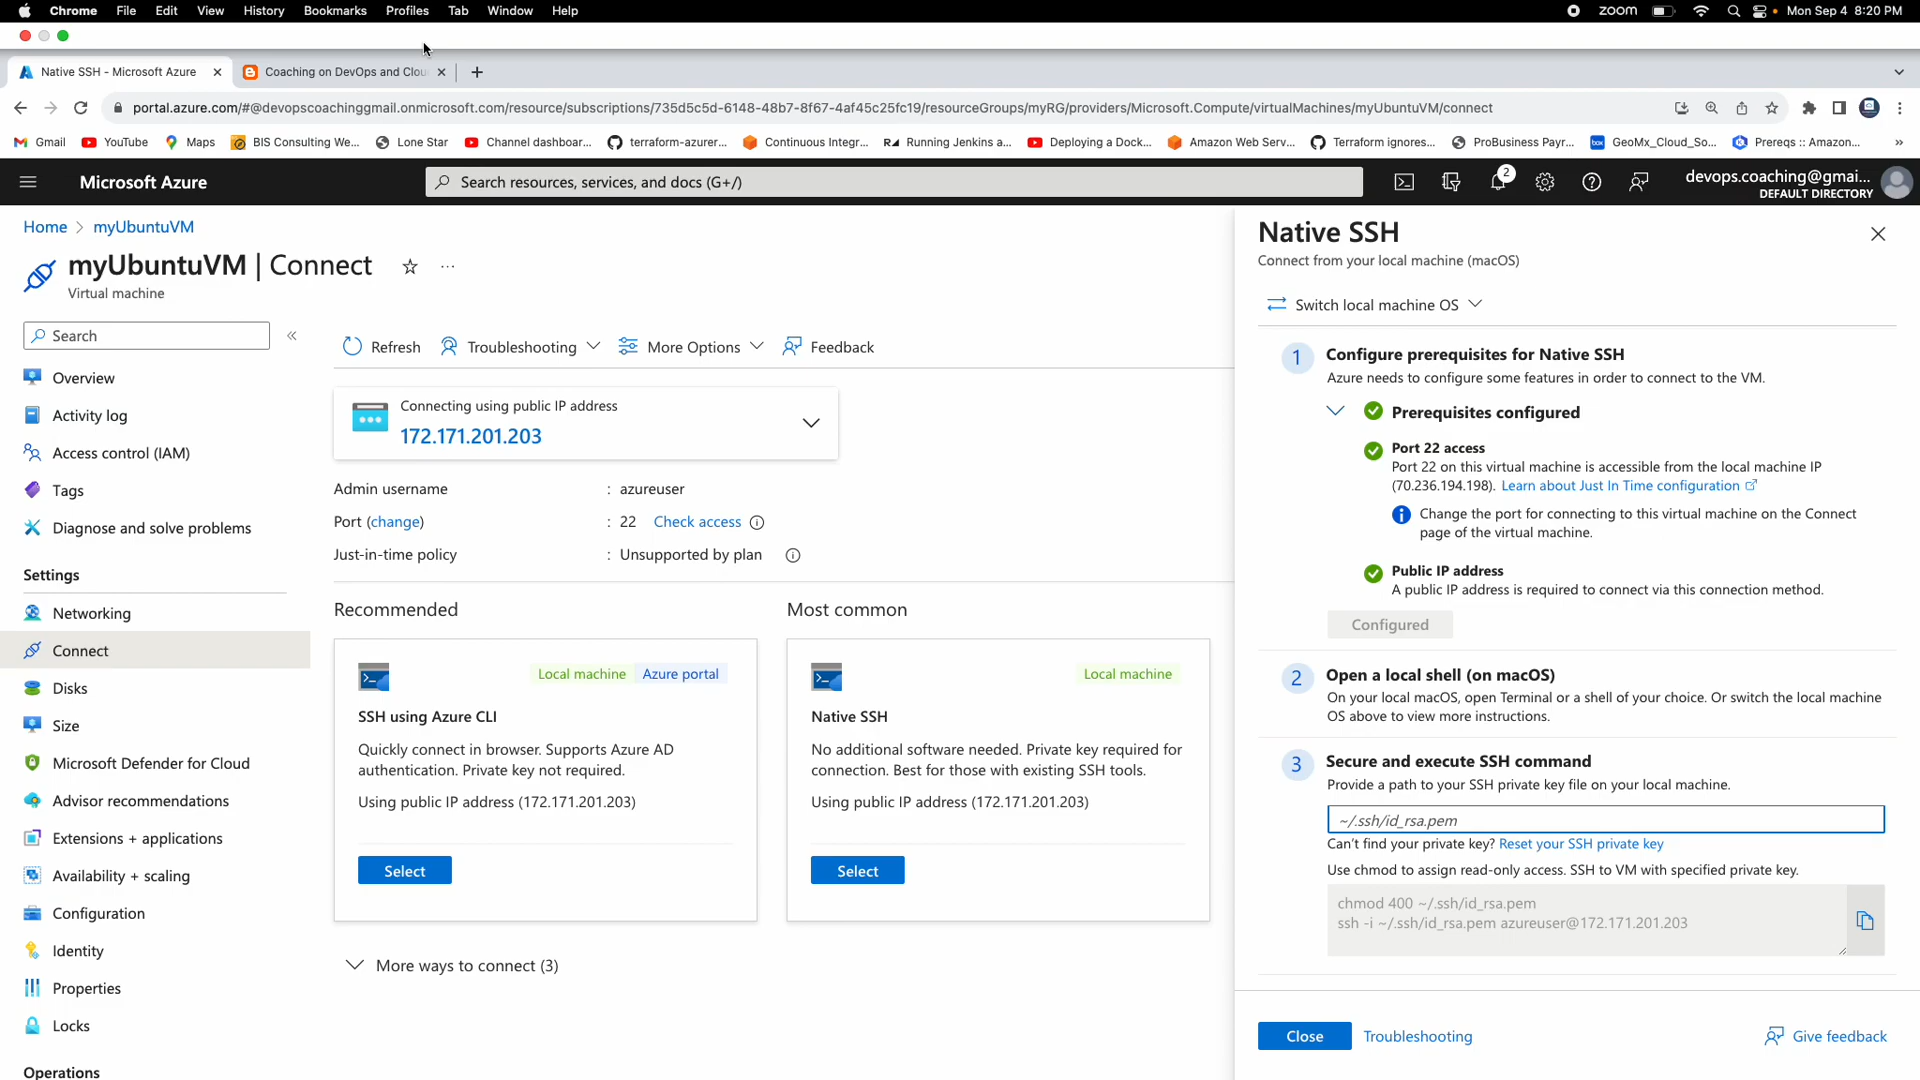 Chrome File Edit View History Bookmarks Profiles Tab Window Help zoom Mon Sep 4 8:20 PM
Native SSH - Microsoft Azure Coaching on DevOps and Clou
portal.azure.com/#@devopscoachinggmail.onmicrosoft.com/resource/subscriptions/735d5c5d-6148-48b7-8f67-4af45c25fc19/resourceGroups/myRG/providers/Microsoft.Compute/virtualMachines/myUbuntuVM/connect
Gmail YouTube Maps BIS Consulting We... Lone Star Channel dashboar... terraform-azurer... Continuous Integr... Running Jenkins a... Deploying a Dock... Amazon Web Serv... Terraform ignores... ProBusiness Payr... GeoMx_Cloud_So... Prereqs :: Amazon... »
Microsoft Azure
Search resources, services, and docs (G+/)
2
devops.coaching@gmai...
DEFAULT DIRECTORY
Home > myUbuntuVM
myUbuntuVM | Connect ...
Virtual machine
Search
Overview
Activity log
Access control (IAM)
Tags
Diagnose and solve problems
Settings
Networking
Connect
Disks
Size
Microsoft Defender for Cloud
Advisor recommendations
Extensions + applications
Availability + scaling
Configuration
Identity
Properties
Locks
Operations
Refresh Troubleshooting More Options Feedback
Connecting using public IP address
172.171.201.203
Admin username : azureuser
Port (change) : 22 Check access
Just-in-time policy : Unsupported by plan
Recommended
Local machine Azure portal
SSH using Azure CLI
Quickly connect in browser. Supports Azure AD
authentication. Private key not required.
Using public IP address (172.171.201.203)
Select
Most common
Local machine
Native SSH
No additional software needed. Private key required for
connection. Best for those with existing SSH tools.
Using public IP address (172.171.201.203)
Select
More ways to connect (3)
Native SSH
Connect from your local machine (macOS)
Switch local machine OS
1 Configure prerequisites for Native SSH
Azure needs to configure some features in order to connect to the VM.
Prerequisites configured
Port 22 access
Port 22 on this virtual machine is accessible from the local machine IP
(70.236.194.198). Learn about Just In Time configuration
Change the port for connecting to this virtual machine on the Connect
page of the virtual machine.
Public IP address
A public IP address is required to connect via this connection method.
Configured
2 Open a local shell (on macOS)
On your local macOS, open Terminal or a shell of your choice. Or switch the local machine
OS above to view more instructions.
3 Secure and execute SSH command
Provide a path to your SSH private key file on your local machine.
~/.ssh/id_rsa.pem
Can't find your private key? Reset your SSH private key
Use chmod to assign read-only access. SSH to VM with specified private key.
chmod 400 ~/.ssh/id_rsa.pem
ssh -i ~/.ssh/id_rsa.pem azureuser@172.171.201.203
Close Troubleshooting Give feedback